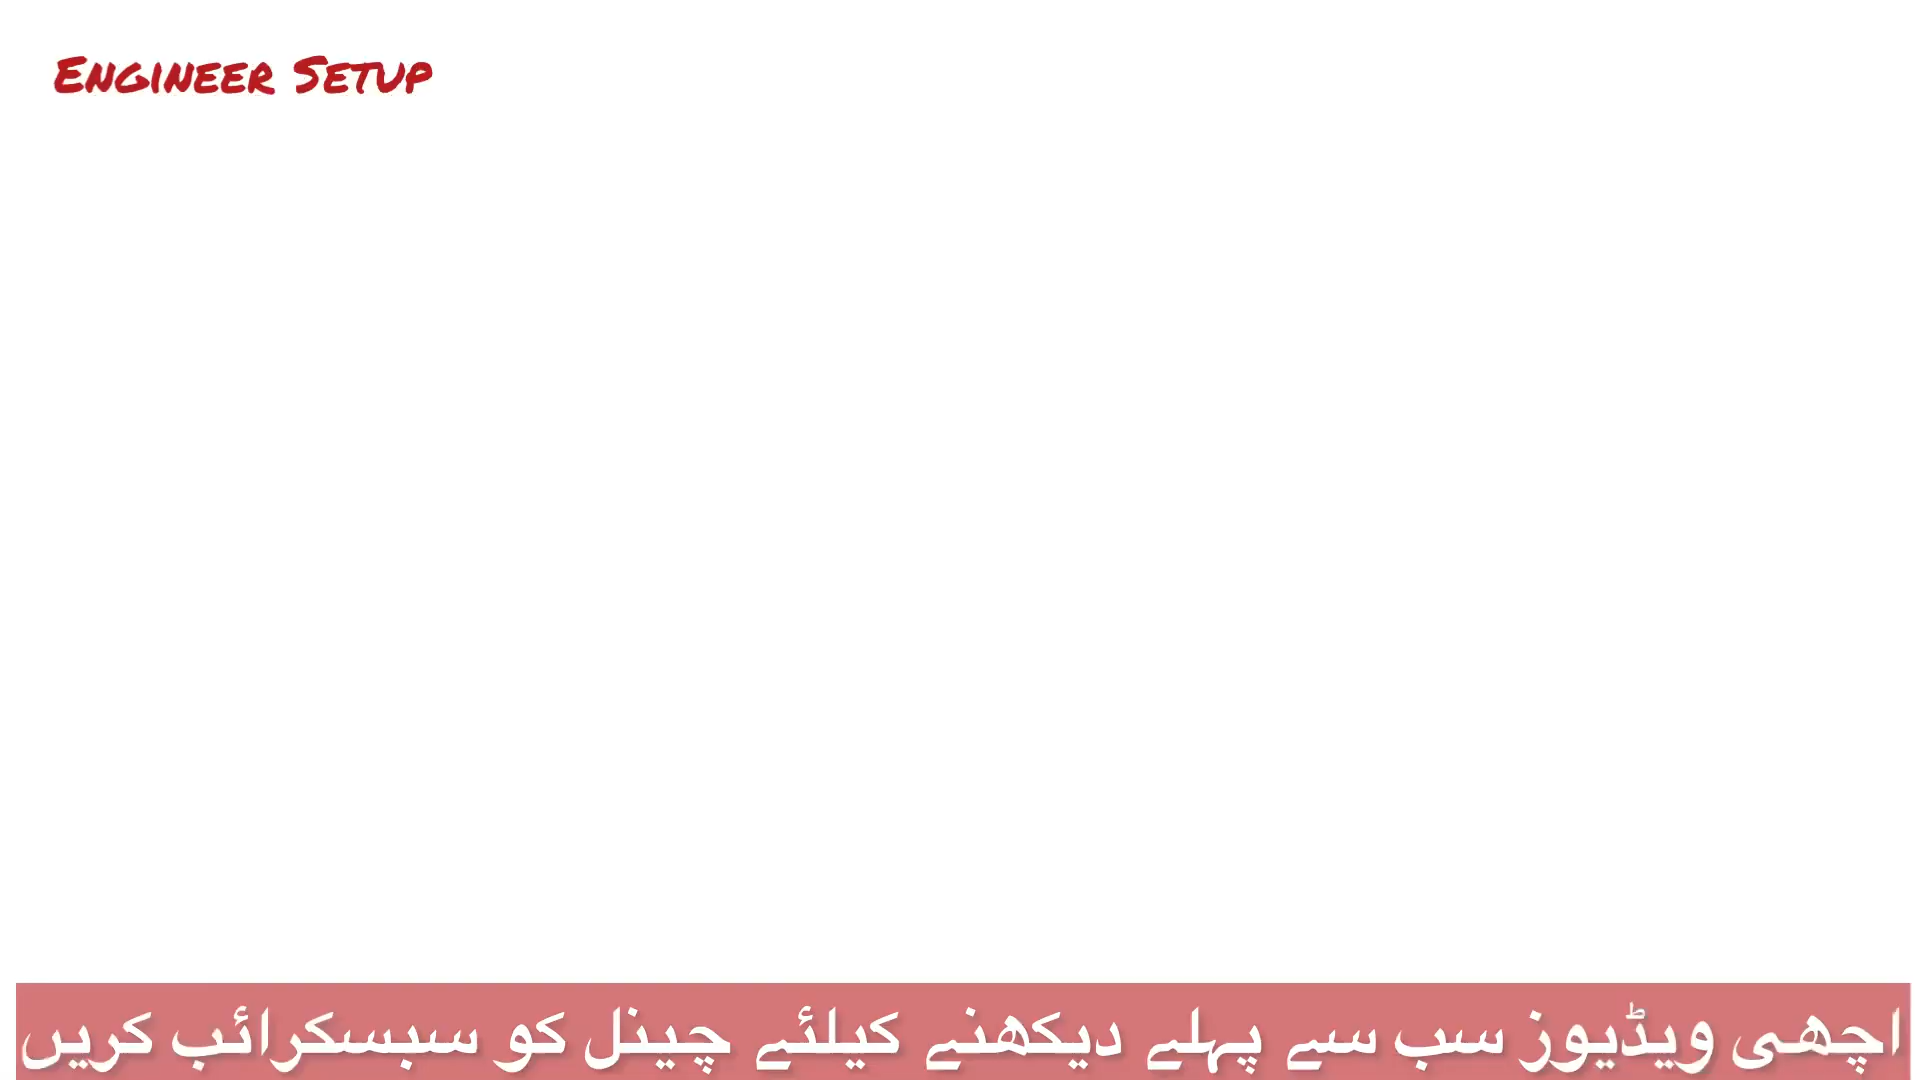 Engineer Setup
اچھی ویڈیوز سب سے پہلے دیکھنے کیلئے چینل کو سبسکرائب کریں